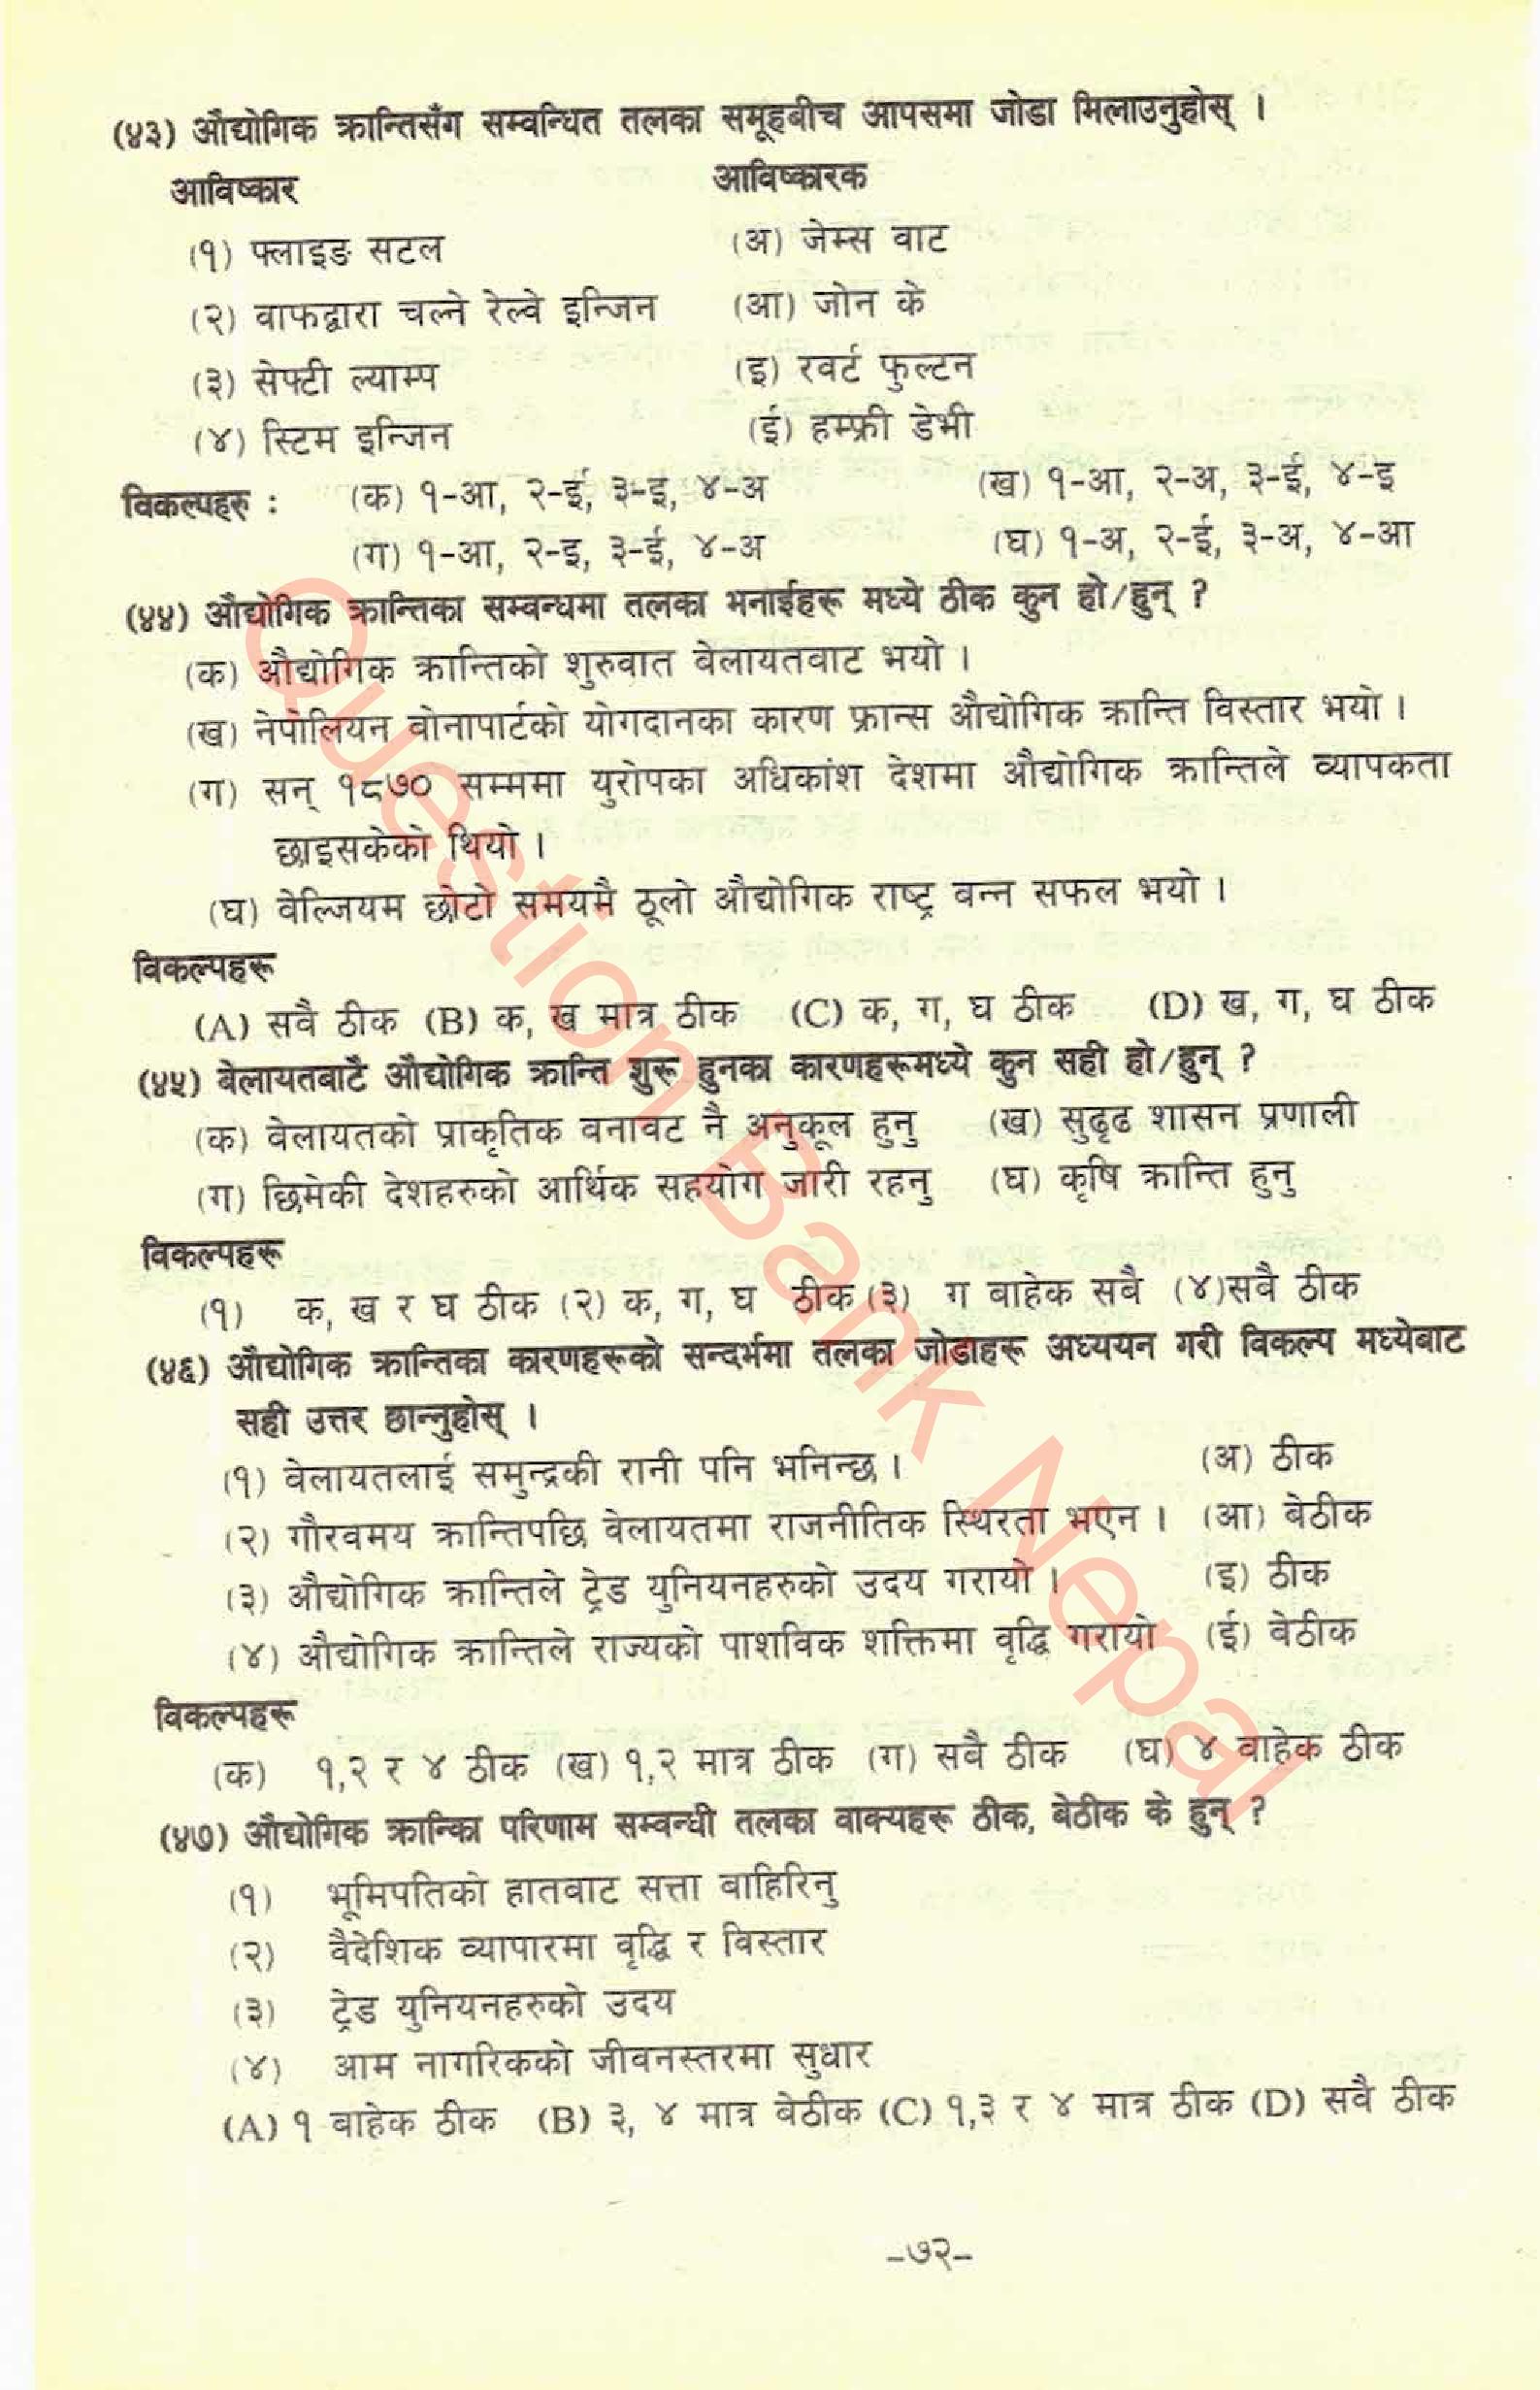 (४३) औद्योगिक क्रान्तिसँग सम्वन्धित तलका समूहबीच आपसमा जोडा मिलाउनुहोस् ।
आविष्कार आविष्कारक
(१) फ्लाइङ सटल (अ) जेम्स वाट
(२) वाफद्वारा चल्ने रेल्वे इन्जिन (आ) जोन के
(३) सेफ्टी ल्याम्प (इ) रवर्ट फुल्टन
(४) स्टिम इन्जिन (ई) हम्फ्री डेभी
विकल्पहरु : (क) १-आ, २-ई, ३-इ, ४-अ (ख) १-आ, २-अ, ३-ई, ४-इ
(ग) १-आ, २-इ, ३-ई, ४-अ (घ) १-अ, २-ई, ३-अ, ४-आ
(४४) औद्योगिक क्रान्तिका सम्वन्धमा तलका भनाईहरू मध्ये ठीक कुन हो/हुन् ?
(क) औद्योगिक क्रान्तिको शुरुवात वेलायतवाट भयो ।
(ख) नेपोलियन वोनापार्टको योगदानका कारण फ्रान्स औद्योगिक क्रान्ति विस्तार भयो ।
(ग) सन् १८७० सम्ममा युरोपका अधिकांश देशमा औद्योगिक क्रान्तिले व्यापकता
छाइसकेको थियो ।
(घ) वेल्जियम छोटो समयमै ठूलो औद्योगिक राष्ट्र वन्न सफल भयो ।
विकल्पहरू
(A) सवै ठीक (B) क, ख मात्र ठीक (C) क, ग, घ ठीक (D) ख, ग, घ ठीक
(४५) बेलायतबाटै औद्योगिक क्रान्ति शुरू हुनका कारणहरूमध्ये कुन सही हो/हुन् ?
(क) वेलायतको प्राकृतिक वनावट नै अनुकूल हुनु (ख) सुदृढ शासन प्रणाली
(ग) छिमेकी देशहरुको आर्थिक सहयोग जारी रहनु (घ) कृषि क्रान्ति हुनु
विकल्पहरू
(१) क, ख र घ ठीक (२) क, ग, घ ठीक (३) ग बाहेक सबै (४)सवै ठीक
(४६) औद्योगिक क्रान्तिका कारणहरूको सन्दर्भमा तलका जोडाहरू अध्ययन गरी विकल्प मध्येबाट
सही उत्तर छान्नुहोस् ।
(१) वेलायतलाई समुन्द्रकी रानी पनि भनिन्छ । (अ) ठीक
(२) गौरवमय क्रान्तिपछि वेलायतमा राजनीतिक स्थिरता भएन । (आ) बेठीक
(३) औद्योगिक क्रान्तिले ट्रेड युनियनहरुको उदय गरायो । (इ) ठीक
(४) औद्योगिक क्रान्तिले राज्यको पाशविक शक्तिमा वृद्धि गरायो (ई) वेठीक
विकल्पहरू
(क) १,२ र ४ ठीक (ख) १,२ मात्र ठीक (ग) सवै ठीक (घ) ४ वाहेक ठीक
(४७) औद्योगिक क्रान्किा परिणाम सम्वन्धी तलका वाक्यहरू ठीक, बेठीक के हुन् ?
(१) भूमिपतिको हातवाट सत्ता वाहिरिनु
(२) वैदेशिक व्यापारमा वृद्धि र विस्तार
(३) ट्रेड युनियनहरुको उदय
(४) आम नागरिकको जीवनस्तरमा सुधार
(A) १ बाहेक ठीक (B) ३, ४ मात्र बेठीक (C) १,३ र ४ मात्र ठीक (D) सवै ठीक
-७२-
Question Bank Nepal